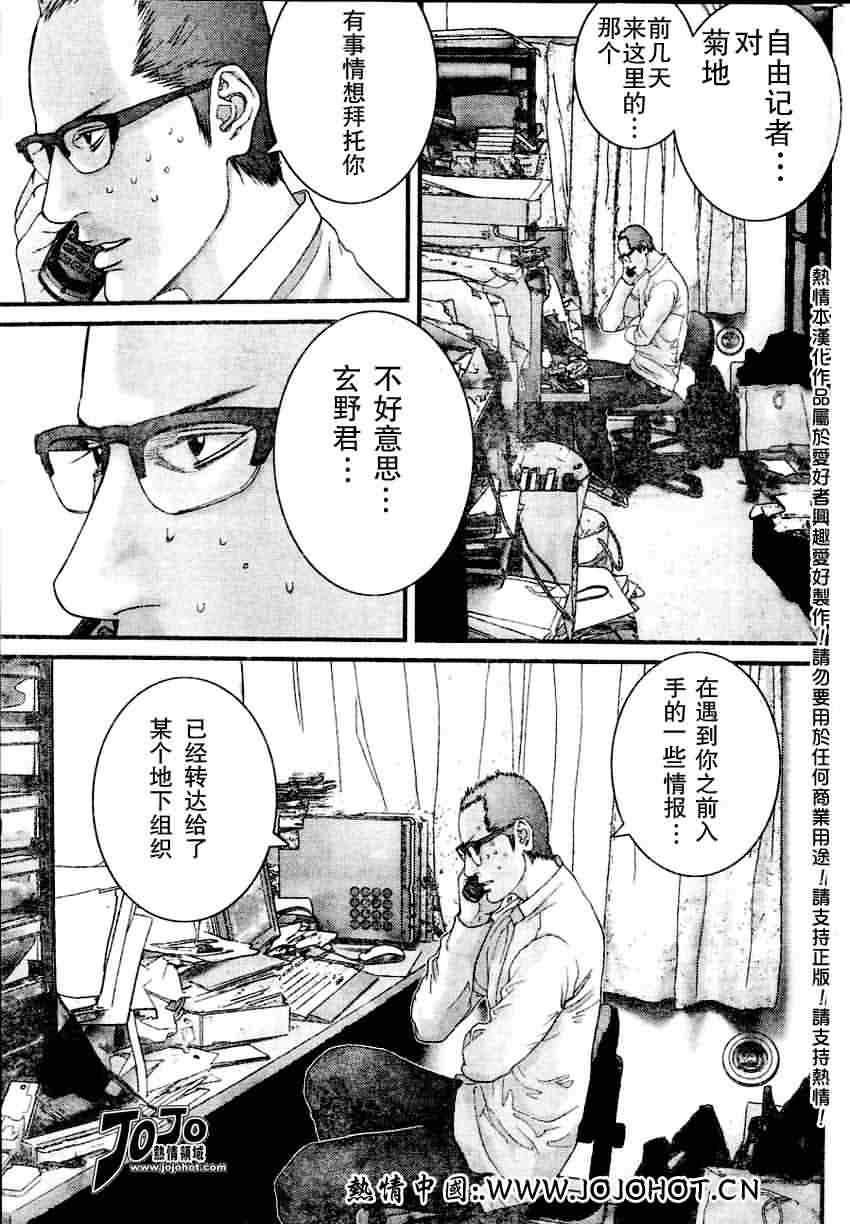 自由记者…
对
菊地
前几天
来这里的…
那个
有事情想拜托你
不好意思…
玄野君…
在遇到你之前入
手的一些情报…
已经转达给了
某个地下组织
熱情本漢化作品屬於愛好者興趣愛好製作！請勿要用於任何商業用途！請支持正版！請支持熱情！
JOJO
熱情領域
www.jojohot.com
熱情中國:.WWW.JOJOHOT.CN